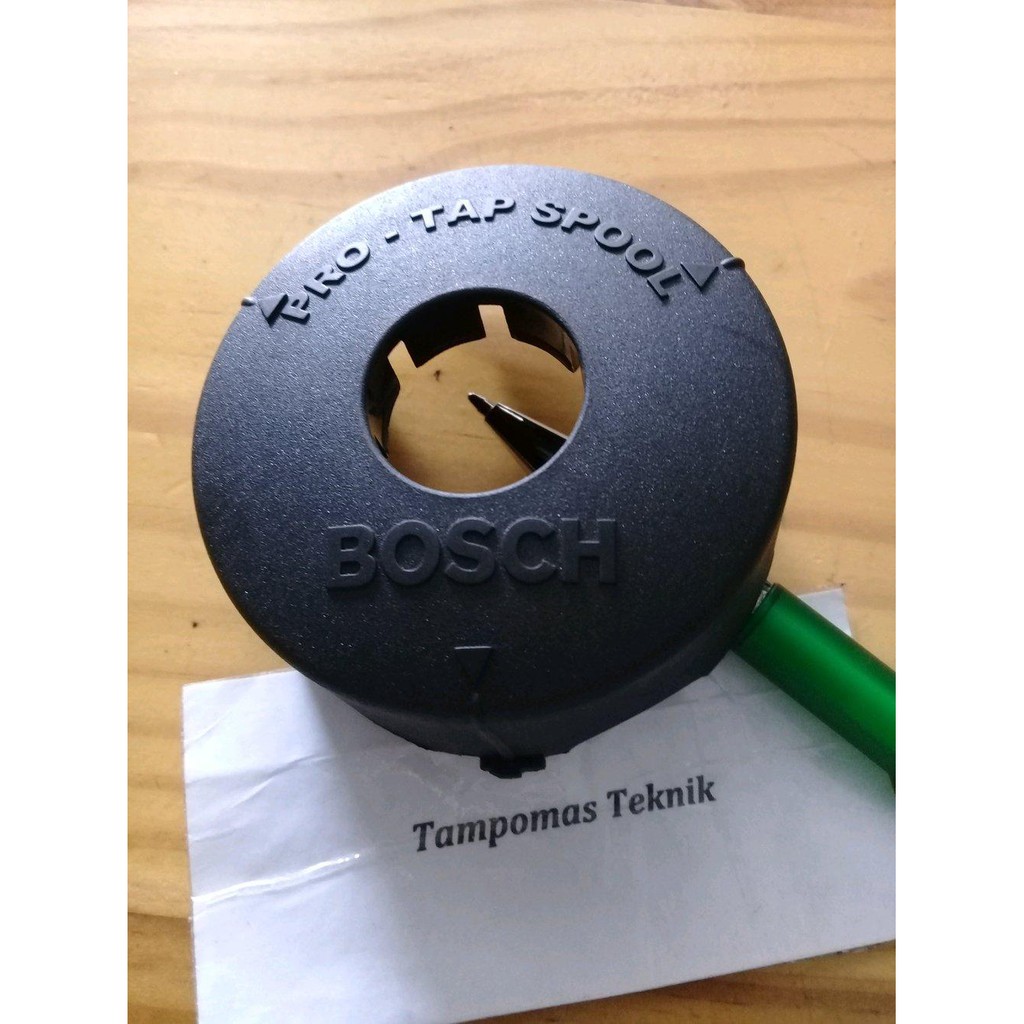 PRO - TAP SPOOL
BOSCH
Tampomas Teknik